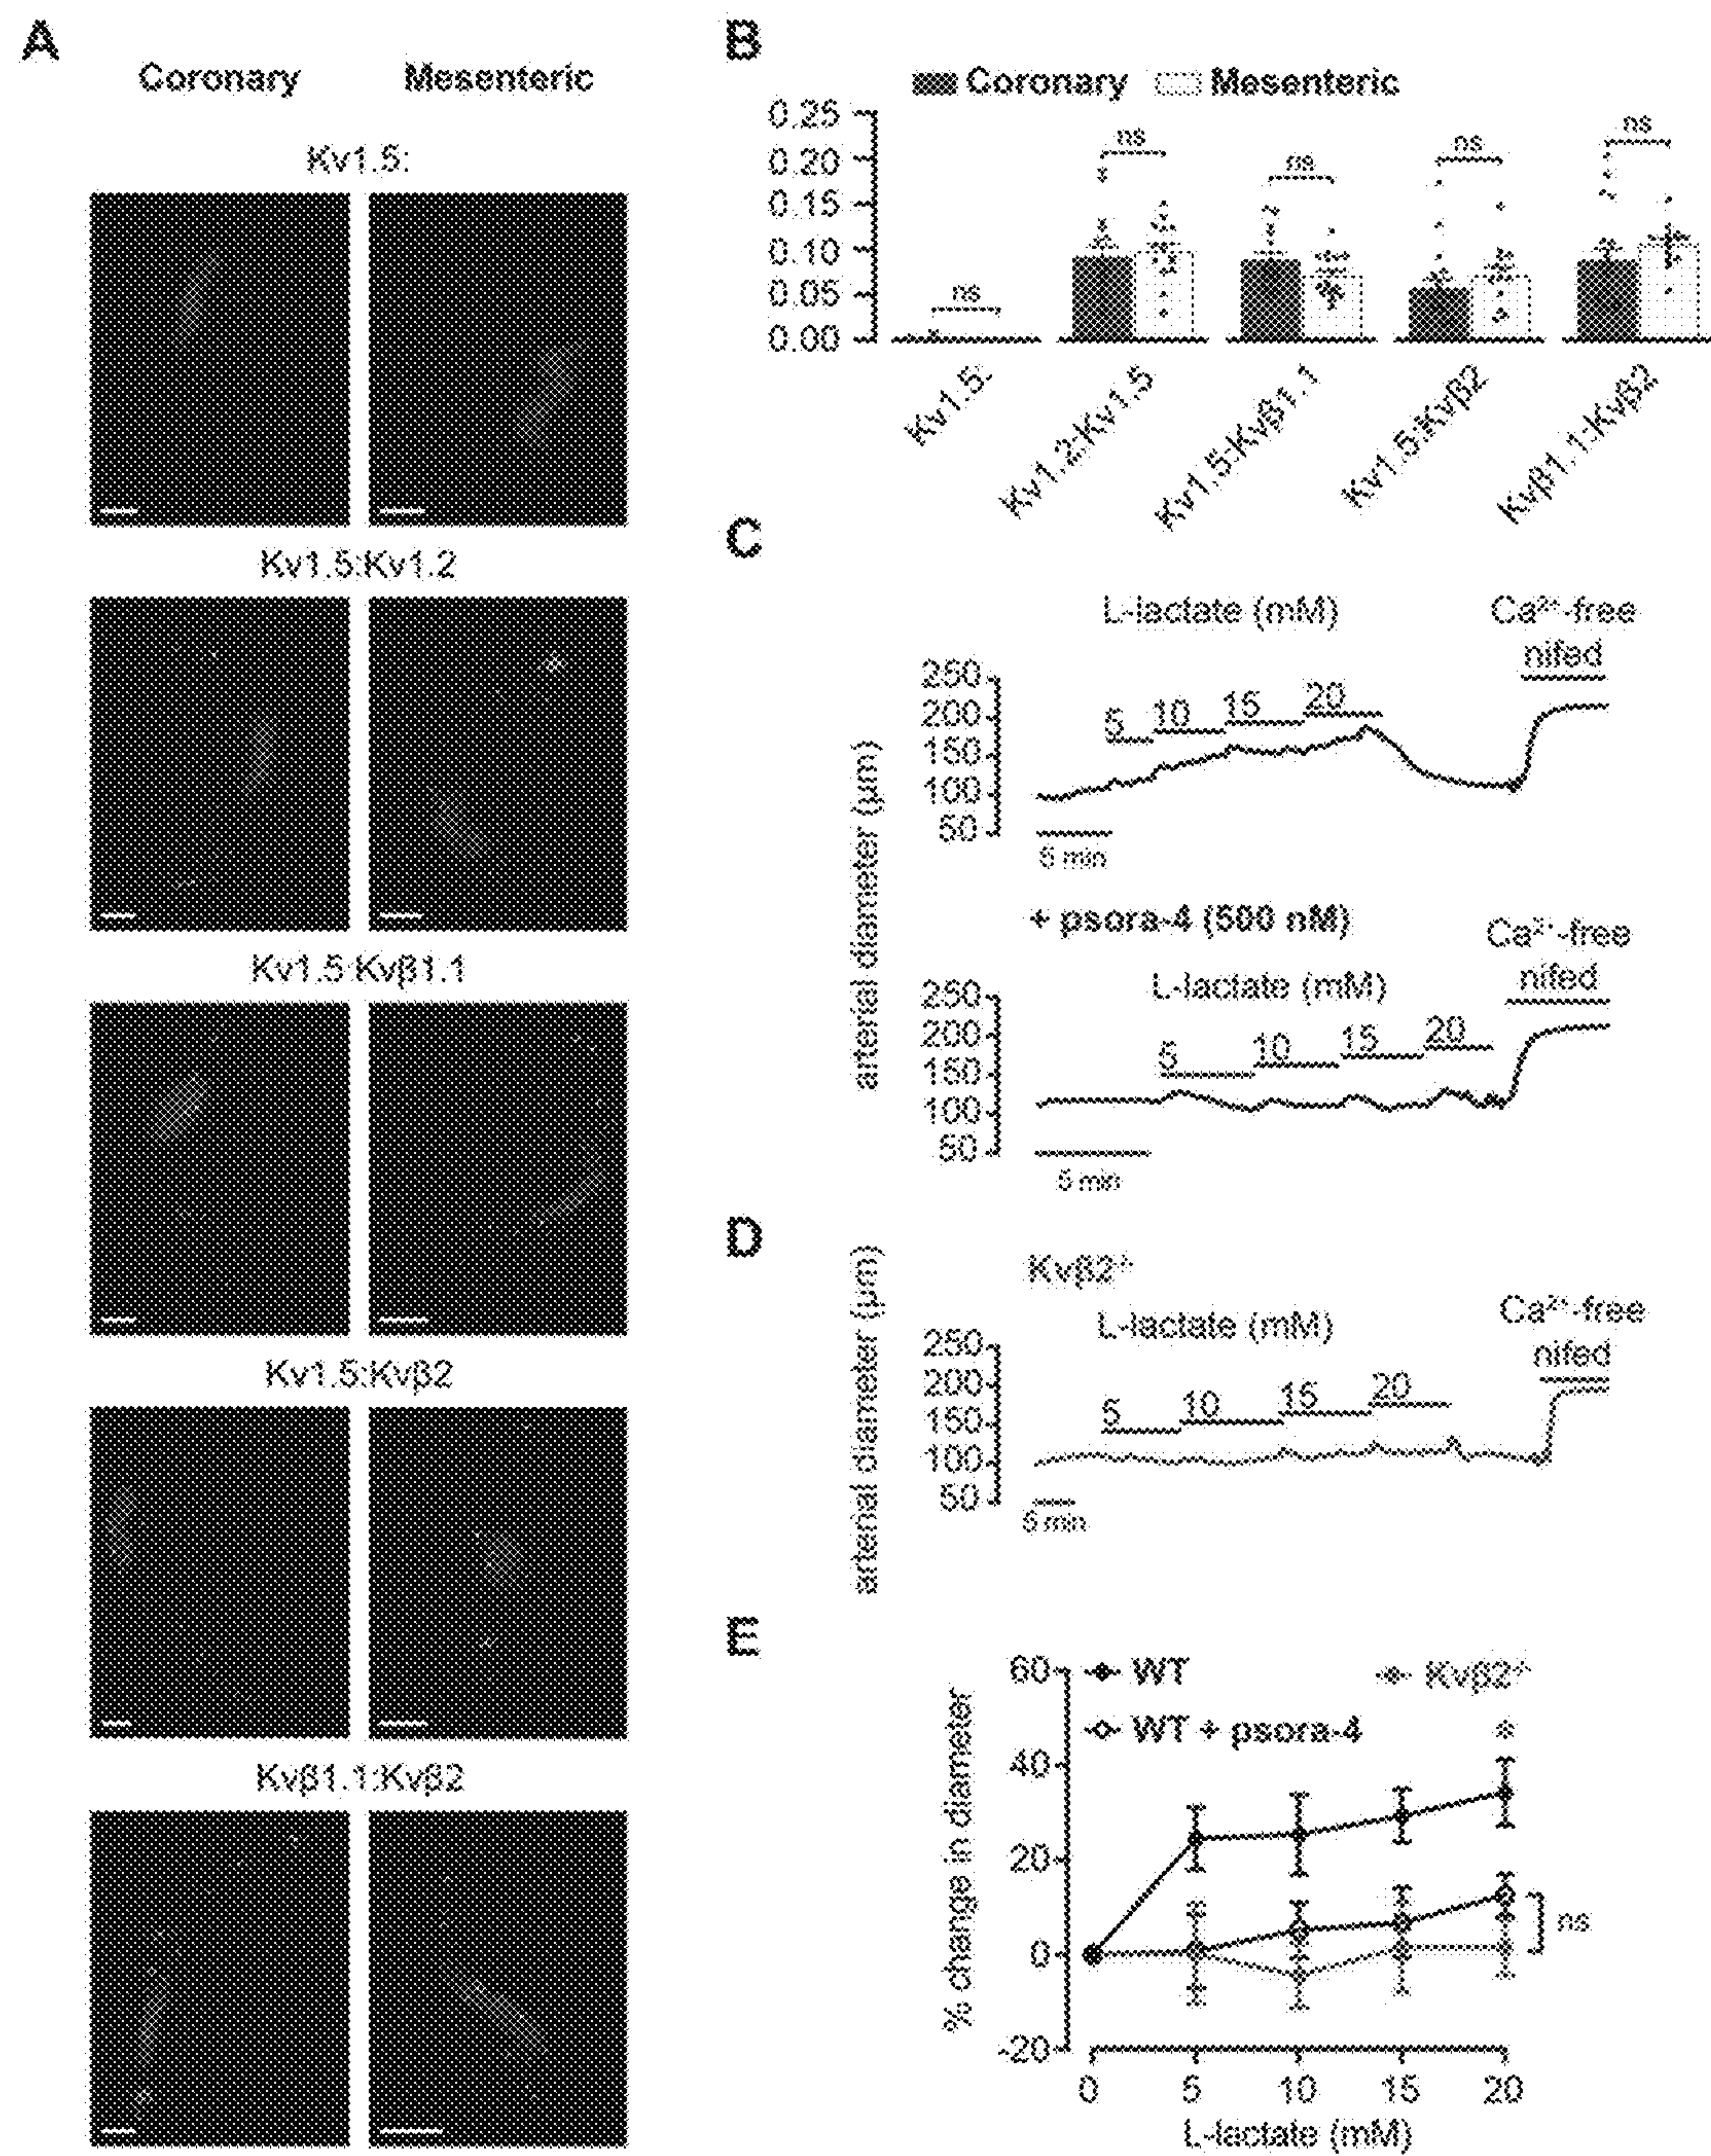 A
Coronary Mesenteric
Kv1.5:
Kv1.5:Kv1.2
Kv1.5:Kvβ1.1
Kv1.5:Kvβ2
Kvβ1.1:Kvβ2
B
Coronary Mesenteric
0.25
0.20
0.15
0.10
0.05
0.00
ns ns ns ns ns
Kv1.5:
Kv1.2:Kv1.5
Kv1.5:Kvβ1.1
Kv1.5:Kvβ2
Kvβ1.1:Kvβ2
C
arterial diameter (µm)
L-lactate (mM)
Ca²⁺-free
nifed
250
200
150
100
50
5 10 15 20
5 min
+ psora-4 (500 nM)
L-lactate (mM)
Ca²⁺-free
nifed
250
200
150
100
50
5 10 15 20
5 min
D
arterial diameter (µm)
Kvβ2⁻/⁻
L-lactate (mM)
Ca²⁺-free
nifed
250
200
150
100
50
5 10 15 20
5 min
E
% change in diameter
WT Kvβ2⁻/⁻
WT + psora-4 *
60
40
20
0
-20
ns
0 5 10 15 20
L-lactate (mM)